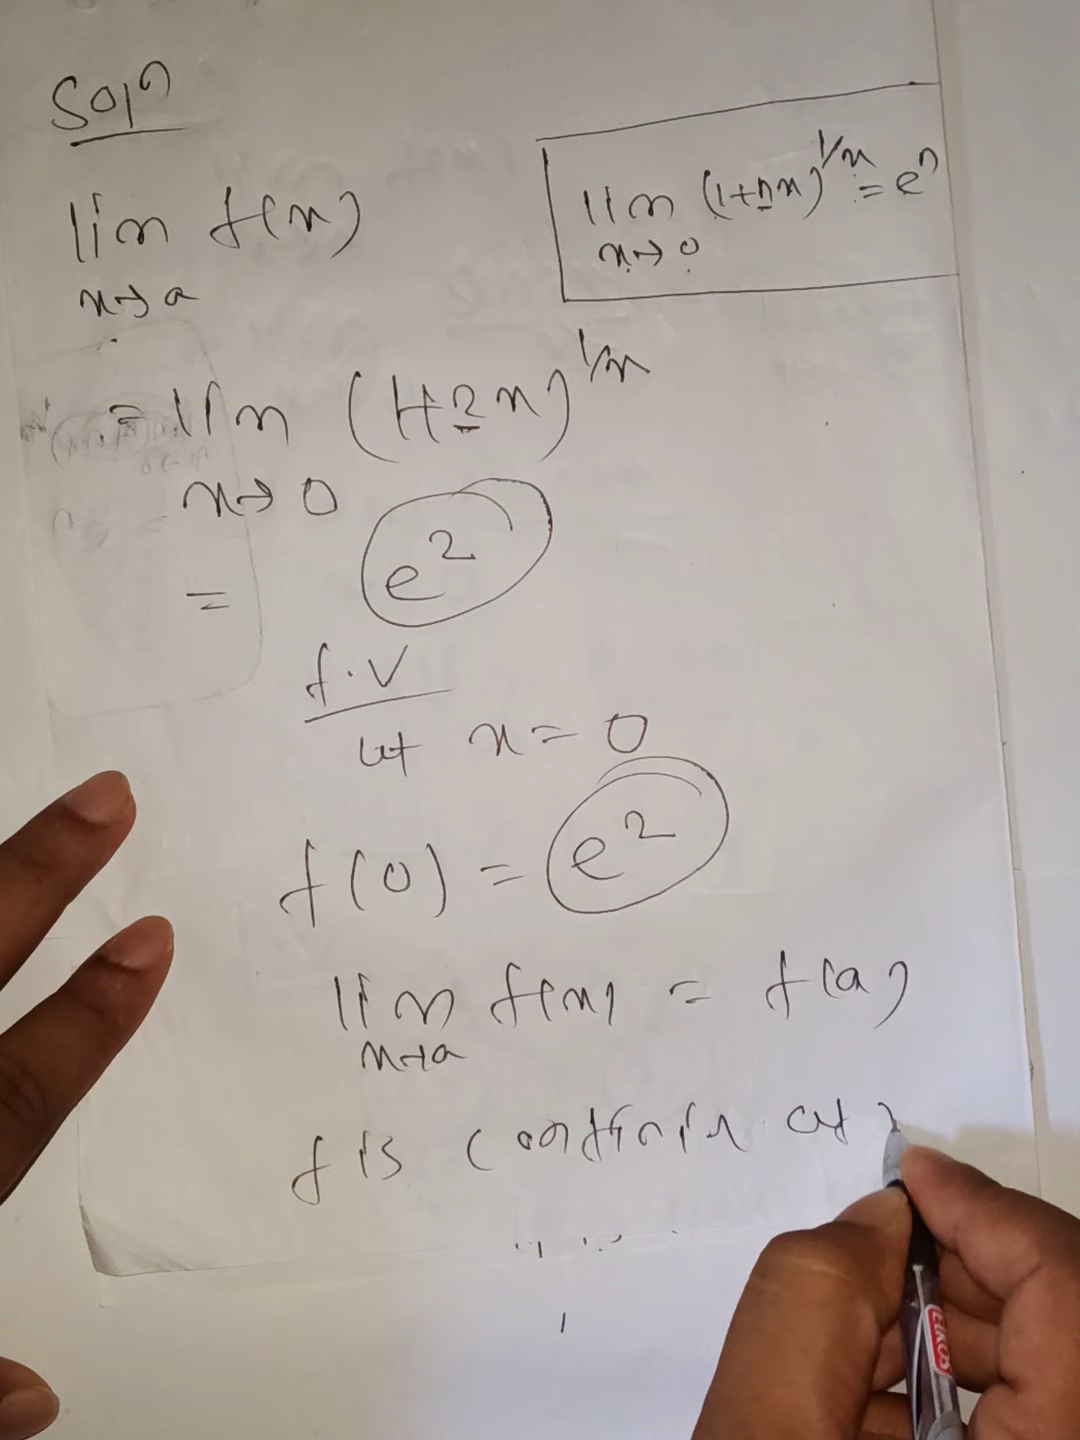 Soln
lim f(x)
x→a
lim (1+nx)^1/x = e^n
x→0
= lim (1+2x)^1/x
x→0
= e^2
f.v
let x = 0
f(0) = e^2
lim f(x) = f(a)
x→a
f is at